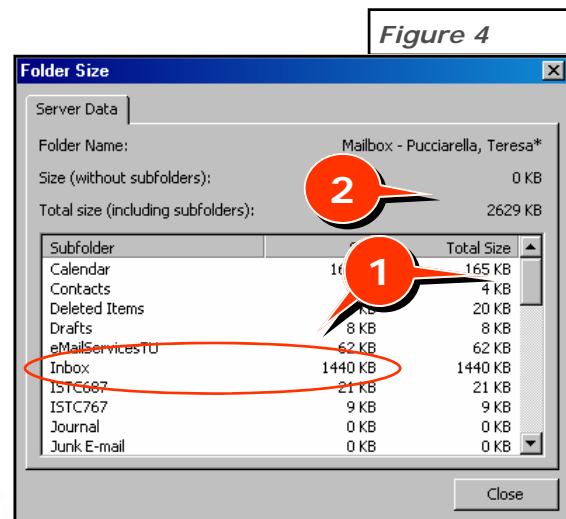 Figure 4
Folder Size
Server Data
Folder Name: Mailbox - Pucciarella, Teresa*
Size (without subfolders): 0 KB
Total size (including subfolders): 2629 KB
2
Subfolder Total Size
Calendar 165 KB
1
Contacts 4 KB
Deleted Items KB 20 KB
Drafts 8 KB 8 KB
eMailServicesTU 62 KB 62 KB
Inbox 1440 KB 1440 KB
ISTC687 21 KB 21 KB
ISTC767 9 KB 9 KB
Journal 0 KB 0 KB
Junk E-mail 0 KB 0 KB
Close